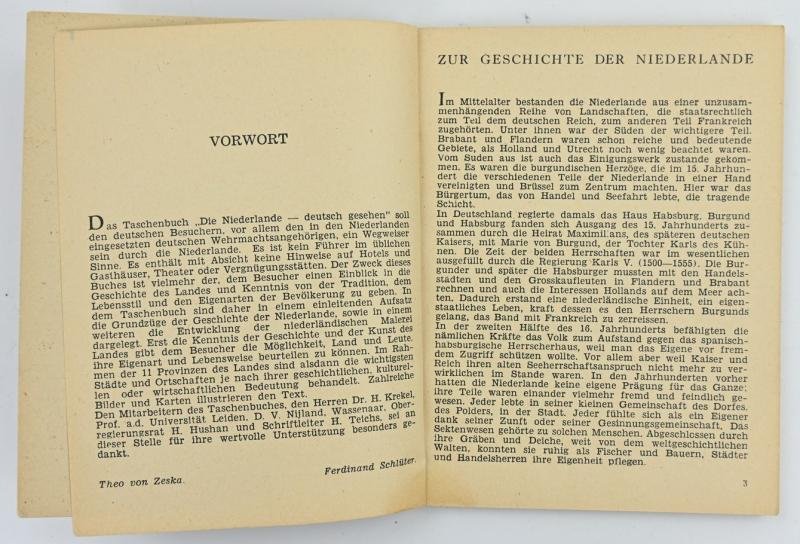 VORWORT
Das Taschenbuch „Die Niederlande — deutsch gesehen" soll
den deutschen Besuchern, vor allem den in den Niederlanden
eingesetzten deutschen Wehrmachtsangehörigen, ein Wegweiser
sein durch die Niederlande. Es ist kein Führer im üblichen
Sinne. Es enthält mit Absicht keine Hinweise auf Hotels und
Gasthäuser, Theater oder Vergnügungsstätten. Der Zweck dieses
Buches ist vielmehr der, dem Besucher einen Einblick in die
Geschichte des Landes und Kenntnis von der Tradition, dem
Lebensstil und den Eigenarten der Bevölkerung zu geben. In
dem Taschenbuch sind daher in einem einleitenden Aufsatz
die Grundzüge der Geschichte der Niederlande, sowie in einem
weiteren die Entwicklung der niederländischen Malerei
dargelegt. Erst die Kenntnis der Geschichte und der Kunst des
Landes gibt dem Besucher die Möglichkeit, Land und Leute,
ihre Eigenart und Lebensweise beurteilen zu können. Im Rah-
men der 11 Provinzen des Landes sind alsdann die wichtigsten
Städte und Ortschaften je nach ihrer geschichtlichen, kulturel-
len oder wirtschaftlichen Bedeutung behandelt. Zahlreiche
Bilder und Karten illustrieren den Text.
Den Mitarbeitern des Taschenbuches, den Herren Dr. H. Krekel,
Prof. a.d. Universität Leiden. D. V. Nijland, Wassenaar, Ober-
regierungsrat H. Hushan und Schriftleiter H. Teichs, sei an
dieser Stelle für ihre wertvolle Unterstützung besonders ge-
dankt.
Ferdinand Schlüter.
Theo von Zeska.
ZUR GESCHICHTE DER NIEDERLANDE
Im Mittelalter bestanden die Niederlande aus einer unzusam-
menhängenden Reihe von Landschaften, die staatsrechtlich
zum Teil dem deutschen Reich, zum anderen Teil Frankreich
zugehörten. Unter ihnen war der Süden der wichtigere Teil.
Brabant und Flandern waren schon reiche und bedeutende
Gebiete, als Holland und Utrecht noch wenig beachtet waren.
Vom Suden aus ist auch das Einigungswerk zustande gekom-
men. Es waren die burgundischen Herzöge, die im 15. Jahrhun-
dert die verschiedenen Teile der Niederlande in einer Hand
vereinigten und Brüssel zum Zentrum machten. Hier war das
Bürgertum, das von Handel und Seefahrt lebte, die tragende
Schicht.
In Deutschland regierte damals das Haus Habsburg. Burgund
und Habsburg fanden sich Ausgang des 15. Jahrhunderts zu-
sammen durch die Heirat Maximilians, des späteren deutschen
Kaisers, mit Marie von Burgund, der Tochter Karls des Küh-
nen. Die Zeit der beiden Herrschaften war im wesentlichen
ausgefüllt durch die Regierung Karls V. (1500—1555). Die Bur-
gunder und später die Habsburger mussten mit den Handels-
städten und den Grosskaufleuten in Flandern und Brabant
rechnen und auch die Interessen Hollands auf dem Meer ach-
ten. Dadurch erstand eine niederländische Einheit, ein eigen-
staatliches Leben, kraft dessen es den Herrschern Burgunds
gelang, das Band mit Frankreich zu zerreissen.
In der zweiten Hälfte des 16. Jahrhunderts befähigten die
nämlichen Kräfte das Volk zum Aufstand gegen das spanisch-
habsburgische Herrscherhaus, weil man das Eigene vor frem-
dem Zugriff schützen wollte. Vor allem aber weil Kaiser und
Reich ihren alten Seeherrschaftsanspruch nicht mehr zu ver-
wirklichen im Stande waren. In den Jahrhunderten vorher
hatten die Niederlande keine eigene Prägung für das Ganze;
ihre Teile waren einander vielmehr fremd und feindlich ge-
wesen. Jeder lebte in seiner kleinen Gemeinschaft des Dorfes,
des Polders, in der Stadt. Jeder fühlte sich als ein Eigener
dank seiner Zunft oder seiner Gesinnungsgemeinschaft. Das
Sektenwesen gehörte zu solchen Menschen. Abgeschlossen durch
ihre Gräben und Deiche, weit von dem weltgeschichtlichen
Walten, konnten sie ruhig als Fischer und Bauern, Städter
und Handelsherren ihre Eigenheit pflegen.
3